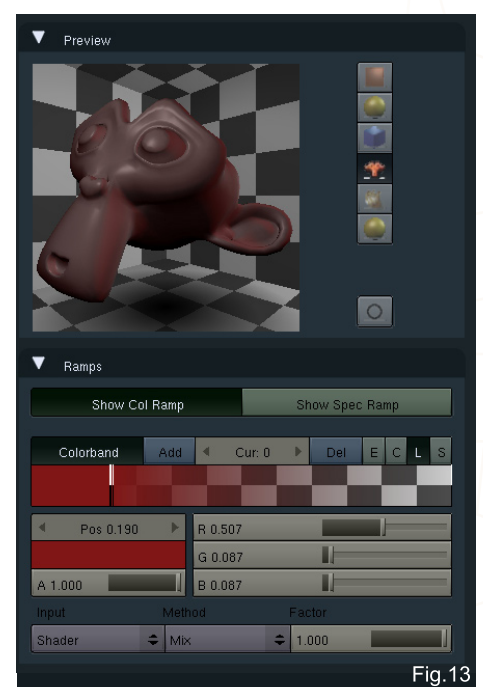 Preview
Ramps
Show Col Ramp Show Spec Ramp
Colorband Add Cur: 0 Del E C L S
Pos 0.190 R 0.507
G 0.087
A 1.000 B 0.087
Input Method Factor
Shader Mix 1.000
Fig.13